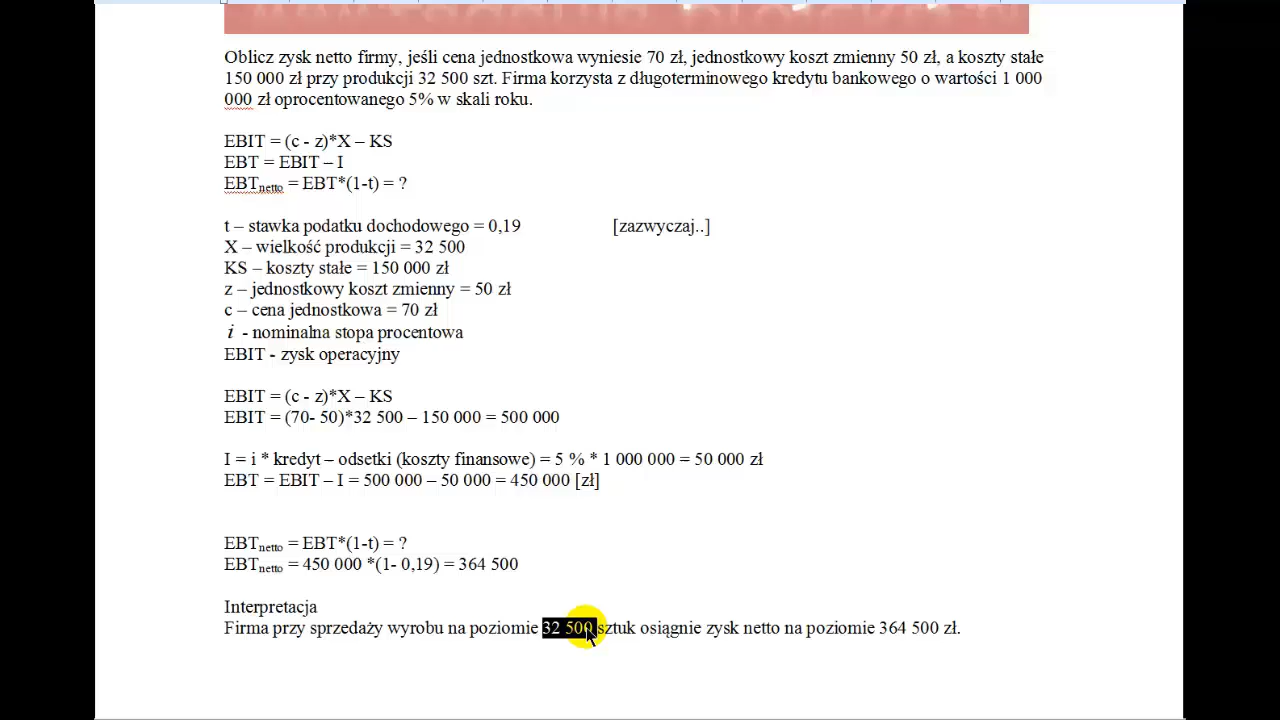 Oblicz zysk netto firmy, jeśli cena jednostkowa wyniesie 70 zł, jednostkowy koszt zmienny 50 zł, a koszty stałe
150 000 zł przy produkcji 32 500 szt. Firma korzysta z długoterminowego kredytu bankowego o wartości 1 000
000 zł oprocentowanego 5% w skali roku.
EBIT = (c - z)*X – KS
EBT = EBIT – I
EBTnetto = EBT*(1-t) = ?
t – stawka podatku dochodowego = 0,19 [zazwyczaj..]
X – wielkość produkcji = 32 500
KS – koszty stałe = 150 000 zł
z – jednostkowy koszt zmienny = 50 zł
c – cena jednostkowa = 70 zł
i - nominalna stopa procentowa
EBIT - zysk operacyjny
EBIT = (c - z)*X – KS
EBIT = (70- 50)*32 500 – 150 000 = 500 000
I = i * kredyt – odsetki (koszty finansowe) = 5 % * 1 000 000 = 50 000 zł
EBT = EBIT – I = 500 000 – 50 000 = 450 000 [zł]
EBTnetto = EBT*(1-t) = ?
EBTnetto = 450 000 *(1- 0,19) = 364 500
Interpretacja
Firma przy sprzedaży wyrobu na poziomie 32 500 sztuk osiągnie zysk netto na poziomie 364 500 zł.